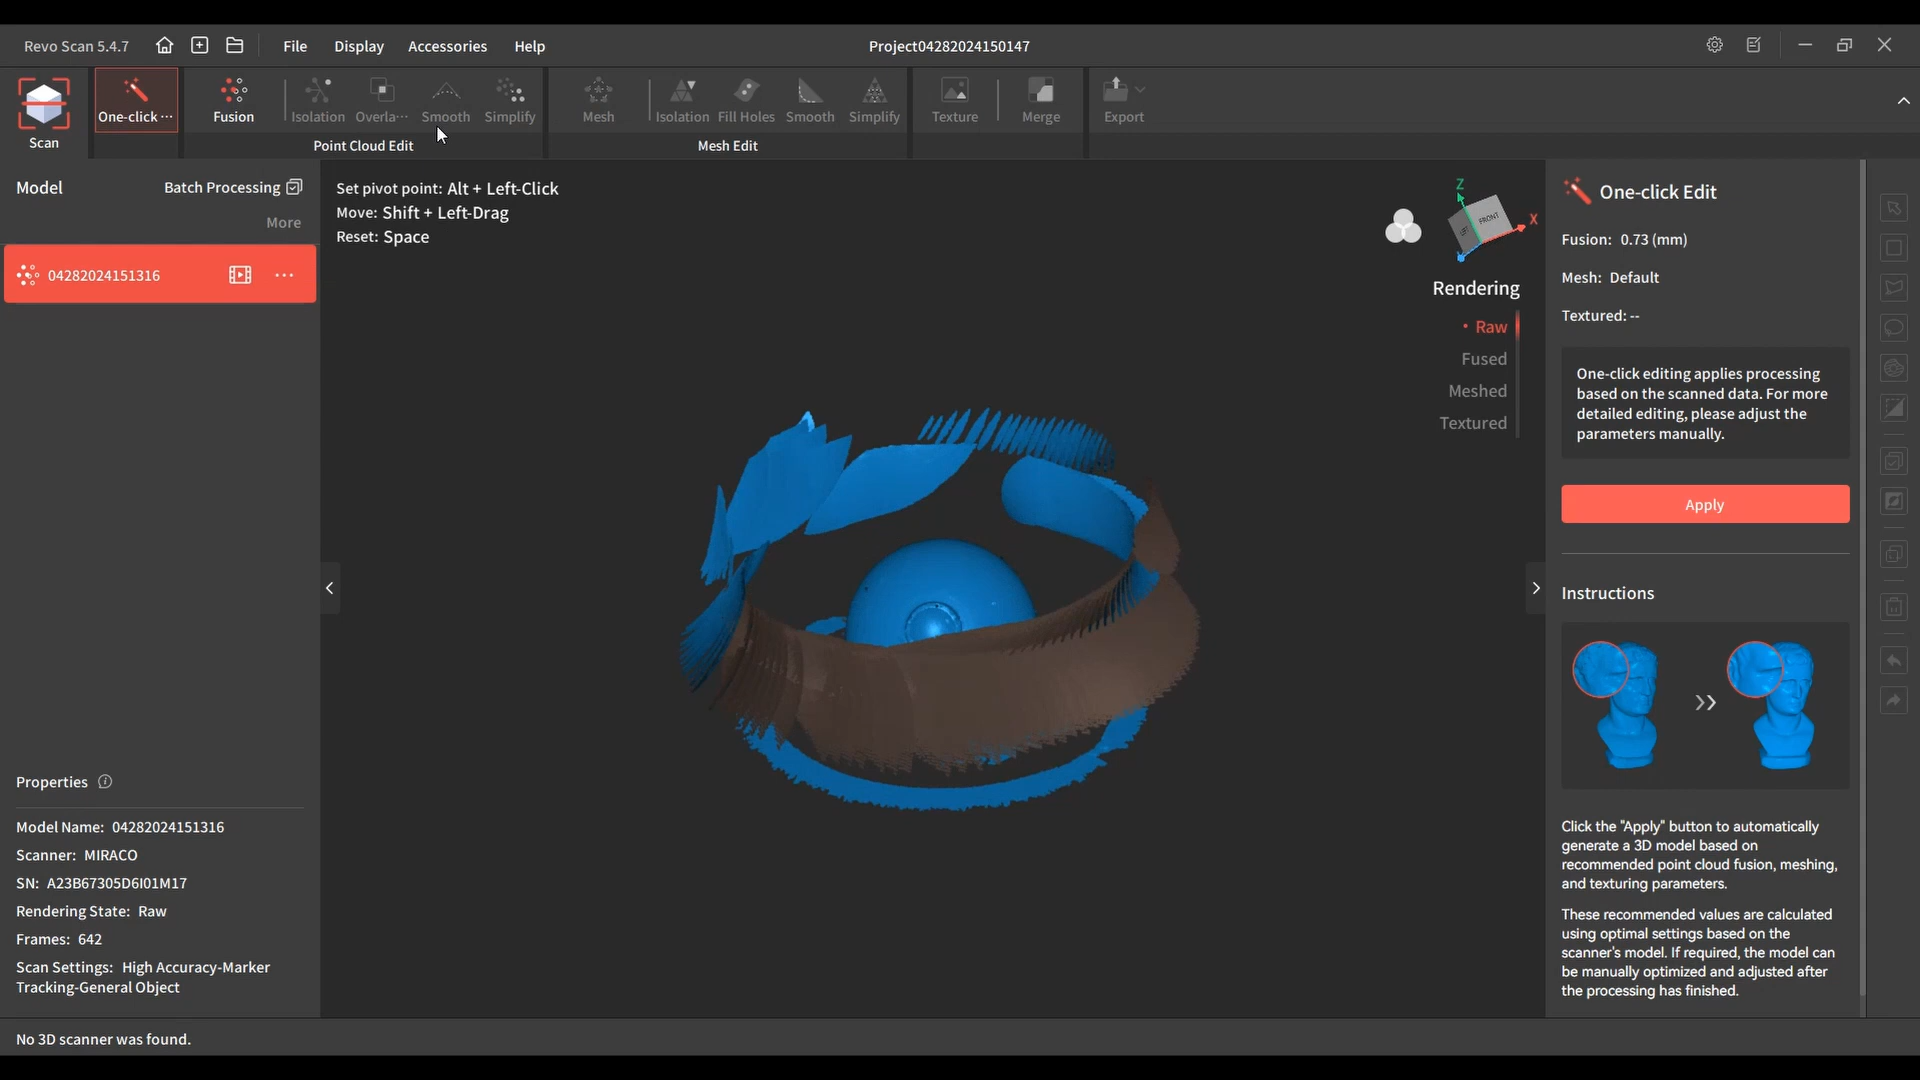 Revo Scan 5.4.7
File
Display
Accessories
Help
Project04282024150147
Scan
One-click ···
Fusion
Isolation
Overla···
Smooth
Simplify
Point Cloud Edit
Mesh
Isolation
Fill Holes
Smooth
Simplify
Mesh Edit
Texture
Merge
Export
Model
Batch Processing
More
04282024151316
Set pivot point: Alt + Left-Click
Move: Shift + Left-Drag
Reset: Space
Z
FRONT
X
Rendering
Raw
Fused
Meshed
Textured
One-click Edit
Fusion: 0.73 (mm)
Mesh: Default
Textured: --
One-click editing applies processing
based on the scanned data. For more
detailed editing, please adjust the
parameters manually.
Apply
Instructions
Click the "Apply" button to automatically
generate a 3D model based on
recommended point cloud fusion, meshing,
and texturing parameters.
These recommended values are calculated
using optimal settings based on the
scanner's model. If required, the model can
be manually optimized and adjusted after
the processing has finished.
Properties
Model Name: 04282024151316
Scanner: MIRACO
SN: A23B67305D6I01M17
Rendering State: Raw
Frames: 642
Scan Settings: High Accuracy-Marker
Tracking-General Object
No 3D scanner was found.